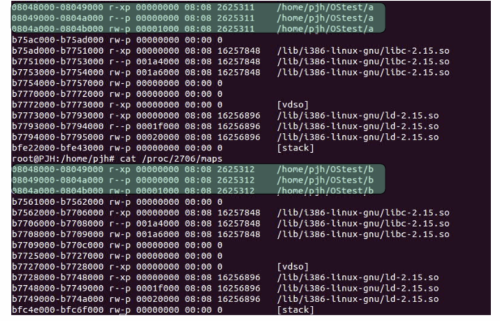 08048000-08049000 r-xp 00000000 08:08 2625311 /home/pjh/OStest/a
08049000-0804a000 r--p 00000000 08:08 2625311 /home/pjh/OStest/a
0804a000-0804b000 rw-p 00001000 08:08 2625311 /home/pjh/OStest/a
b75ac000-b75ad000 rw-p 00000000 00:00 0
b75ad000-b7751000 r-xp 00000000 08:08 16257848 /lib/i386-linux-gnu/libc-2.15.so
b7751000-b7753000 r--p 001a4000 08:08 16257848 /lib/i386-linux-gnu/libc-2.15.so
b7753000-b7754000 rw-p 001a6000 08:08 16257848 /lib/i386-linux-gnu/libc-2.15.so
b7754000-b7757000 rw-p 00000000 00:00 0
b7770000-b7772000 rw-p 00000000 00:00 0
b7772000-b7773000 r-xp 00000000 00:00 0 [vdso]
b7773000-b7793000 r-xp 00000000 08:08 16256896 /lib/i386-linux-gnu/ld-2.15.so
b7793000-b7794000 r--p 0001f000 08:08 16256896 /lib/i386-linux-gnu/ld-2.15.so
b7794000-b7795000 rw-p 00020000 08:08 16256896 /lib/i386-linux-gnu/ld-2.15.so
bfe22000-bfe43000 rw-p 00000000 00:00 0 [stack]
root@PJH:/home/pjh# cat /proc/2706/maps
08048000-08049000 r-xp 00000000 08:08 2625312 /home/pjh/OStest/b
08049000-0804a000 r--p 00000000 08:08 2625312 /home/pjh/OStest/b
0804a000-0804b000 rw-p 00001000 08:08 2625312 /home/pjh/OStest/b
b7561000-b7562000 rw-p 00000000 00:00 0
b7562000-b7706000 r-xp 00000000 08:08 16257848 /lib/i386-linux-gnu/libc-2.15.so
b7706000-b7708000 r--p 001a4000 08:08 16257848 /lib/i386-linux-gnu/libc-2.15.so
b7708000-b7709000 rw-p 001a6000 08:08 16257848 /lib/i386-linux-gnu/libc-2.15.so
b7709000-b770c000 rw-p 00000000 00:00 0
b7725000-b7727000 rw-p 00000000 00:00 0
b7727000-b7728000 r-xp 00000000 00:00 0 [vdso]
b7728000-b7748000 r-xp 00000000 08:08 16256896 /lib/i386-linux-gnu/ld-2.15.so
b7748000-b7749000 r--p 0001f000 08:08 16256896 /lib/i386-linux-gnu/ld-2.15.so
b7749000-b774a000 rw-p 00020000 08:08 16256896 /lib/i386-linux-gnu/ld-2.15.so
bfc4e000-bfc6f000 rw-p 00000000 00:00 0 [stack]